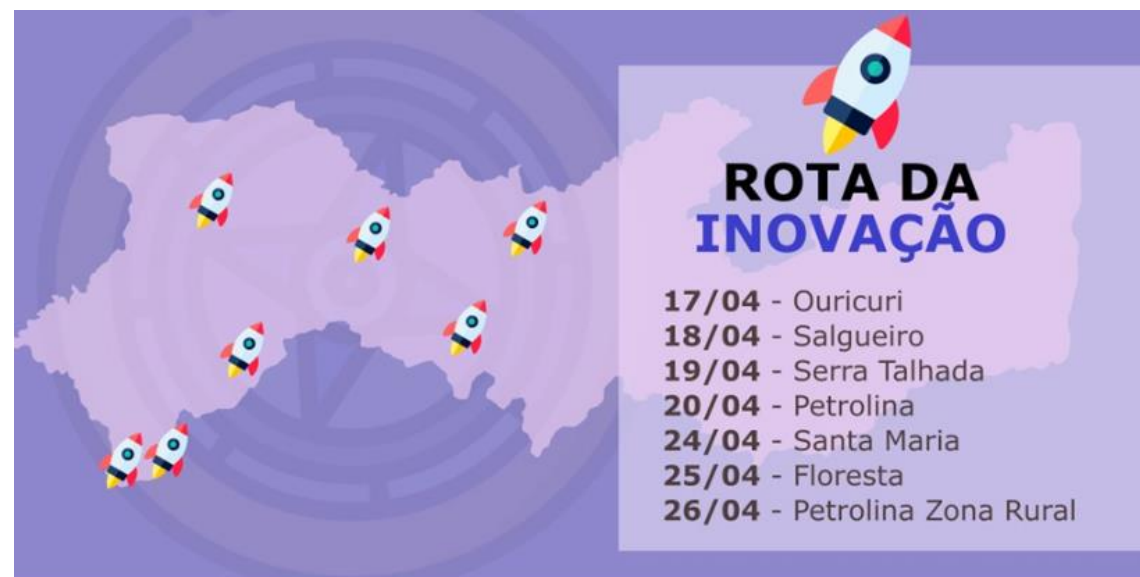 ROTA DA
INOVAÇÃO
17/04 - Ouricuri
18/04 - Salgueiro
19/04 - Serra Talhada
20/04 - Petrolina
24/04 - Santa Maria
25/04 - Floresta
26/04 - Petrolina Zona Rural